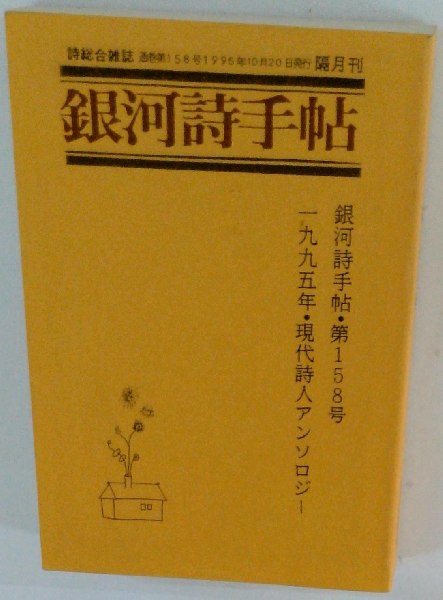 詩総合雑誌 通巻第158号1995年10月20日発行 隔月刊
銀河詩手帖
銀河詩手帖・第158号
一九九五年・現代詩人アンソロジー